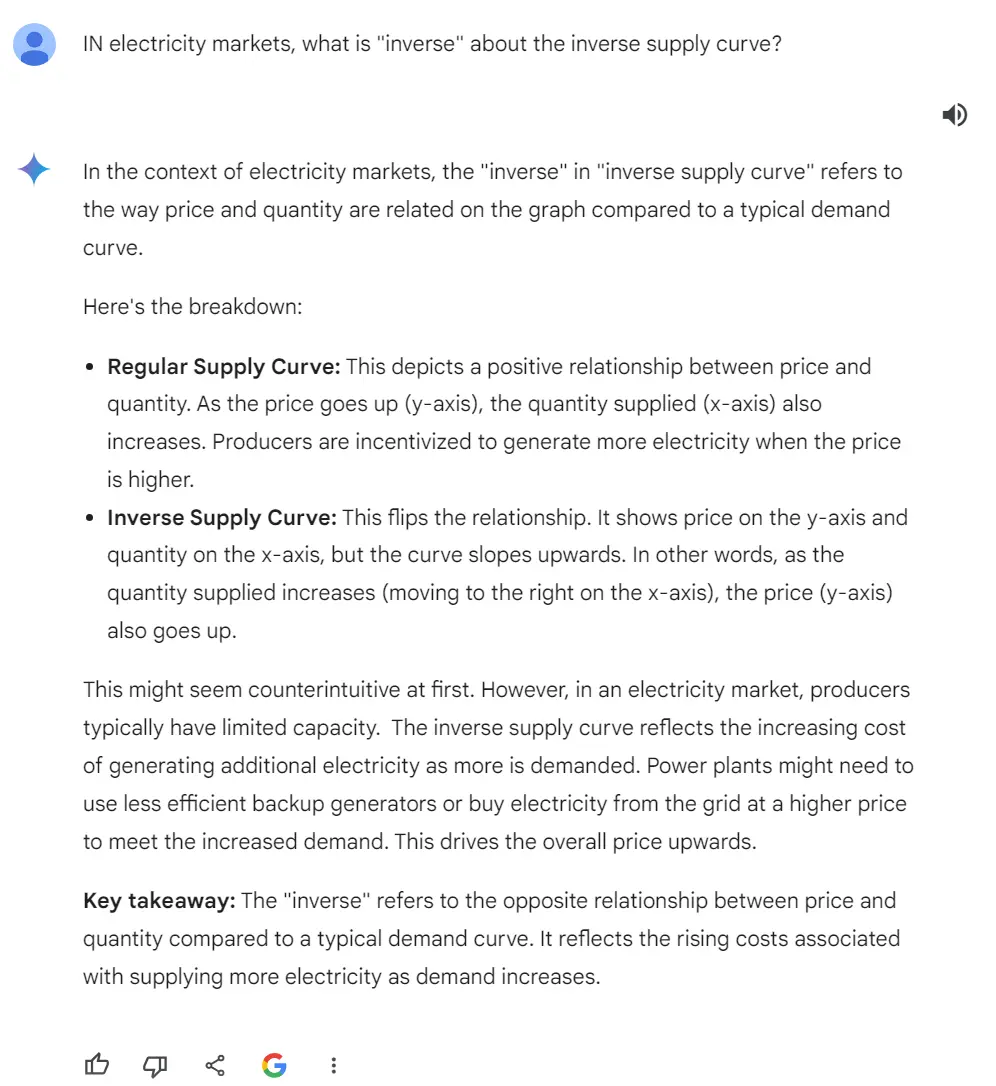 IN electricity markets, what is "inverse" about the inverse supply curve?
In the context of electricity markets, the "inverse" in "inverse supply curve" refers to
the way price and quantity are related on the graph compared to a typical demand
curve.
Here's the breakdown:
• Regular Supply Curve: This depicts a positive relationship between price and
quantity. As the price goes up (y-axis), the quantity supplied (x-axis) also
increases. Producers are incentivized to generate more electricity when the price
is higher.
• Inverse Supply Curve: This flips the relationship. It shows price on the y-axis and
quantity on the x-axis, but the curve slopes upwards. In other words, as the
quantity supplied increases (moving to the right on the x-axis), the price (y-axis)
also goes up.
This might seem counterintuitive at first. However, in an electricity market, producers
typically have limited capacity.  The inverse supply curve reflects the increasing cost
of generating additional electricity as more is demanded. Power plants might need to
use less efficient backup generators or buy electricity from the grid at a higher price
to meet the increased demand. This drives the overall price upwards.
Key takeaway: The "inverse" refers to the opposite relationship between price and
quantity compared to a typical demand curve. It reflects the rising costs associated
with supplying more electricity as demand increases.